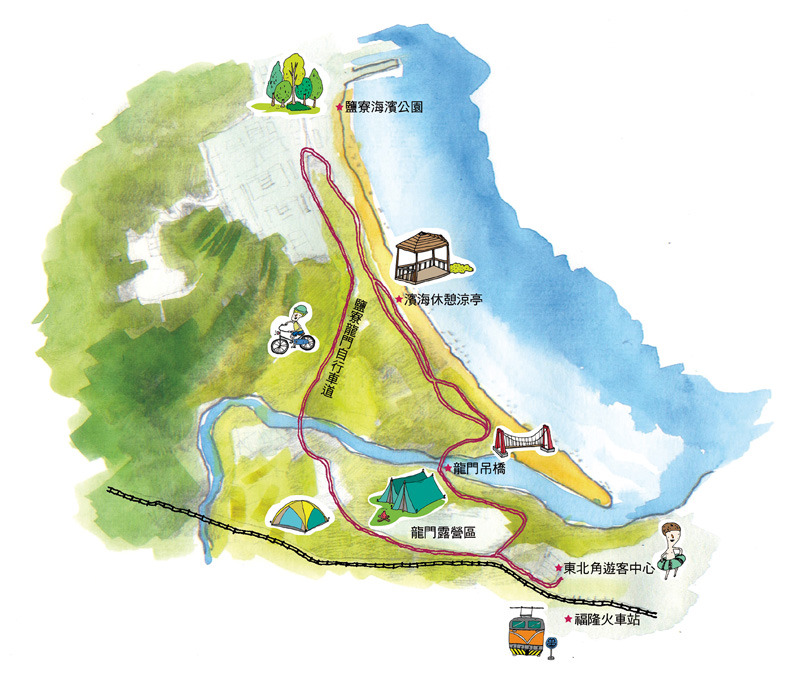 鹽寮海濱公園
濱海休憩涼亭
鹽寮龍門自行車道
龍門吊橋
龍門露營區
東北角遊客中心
福隆火車站